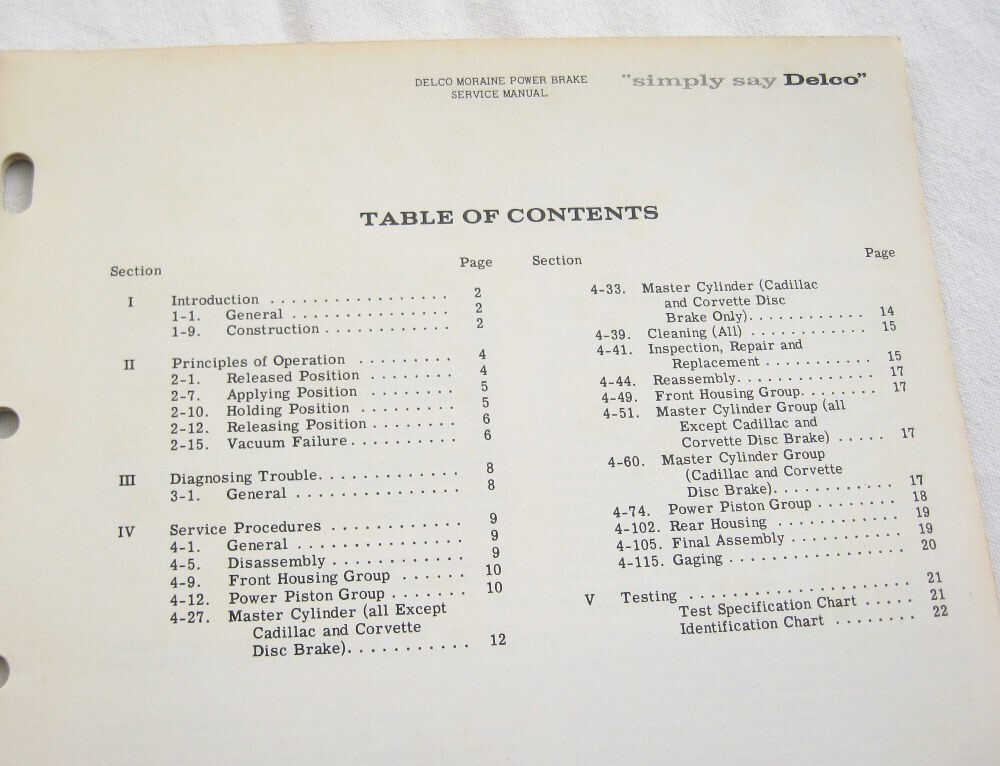 DELCO MORAINE POWER BRAKE
SERVICE MANUAL
"simply say Delco"
TABLE OF CONTENTS
Section Page
I Introduction . . . . . . . . . . . . . . . . . 2
1-1. General . . . . . . . . . . . . . . . 2
1-9. Construction . . . . . . . . . . . . 2
II Principles of Operation . . . . . . . . . 4
2-1. Released Position . . . . . . . . 4
2-7. Applying Position . . . . . . . . 5
2-10. Holding Position . . . . . . . . . 5
2-12. Releasing Position . . . . . . . . 6
2-15. Vacuum Failure . . . . . . . . . . 6
III Diagnosing Trouble. . . . . . . . . . . . . 8
3-1. General . . . . . . . . . . . . . . . 8
IV Service Procedures . . . . . . . . . . . . 9
4-1. General . . . . . . . . . . . . . . . 9
4-5. Disassembly . . . . . . . . . . . . 9
4-9. Front Housing Group . . . . . . 10
4-12. Power Piston Group . . . . . . . 10
4-27. Master Cylinder (all Except
Cadillac and Corvette
Disc Brake). . . . . . . . . . . 12
Section Page
4-33. Master Cylinder (Cadillac
and Corvette Disc
Brake Only). . . . . . . . . . . 14
4-39. Cleaning (All) . . . . . . . . . . . 15
4-41. Inspection, Repair and
Replacement . . . . . . . . . . 15
4-44. Reassembly. . . . . . . . . . . . . 17
4-49. Front Housing Group. . . . . . . 17
4-51. Master Cylinder Group (all
Except Cadillac and
Corvette Disc Brake) . . . . . 17
4-60. Master Cylinder Group
(Cadillac and Corvette
Disc Brake). . . . . . . . . . . 17
4-74. Power Piston Group . . . . . . . 18
4-102. Rear Housing . . . . . . . . . . . 19
4-105. Final Assembly . . . . . . . . . . 19
4-115. Gaging . . . . . . . . . . . . . . . 20
V Testing . . . . . . . . . . . . . . . . . . 21
Test Specification Chart . . . . . 21
Identification Chart . . . . . . . . 22